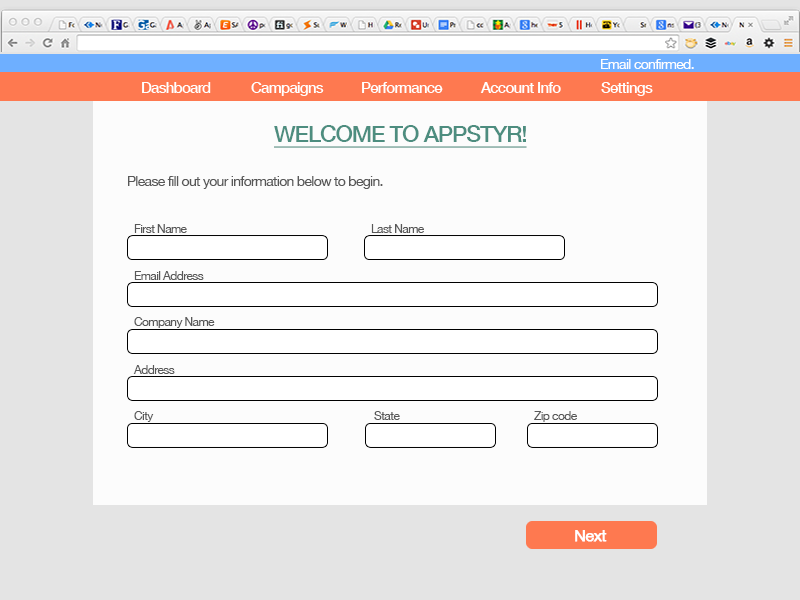 Email confirmed.
Dashboard Campaigns Performance Account Info Settings
WELCOME TO APPSTYR!
Please fill out your information below to begin.
First Name Last Name
Email Address
Company Name
Address
City State Zip code
Next